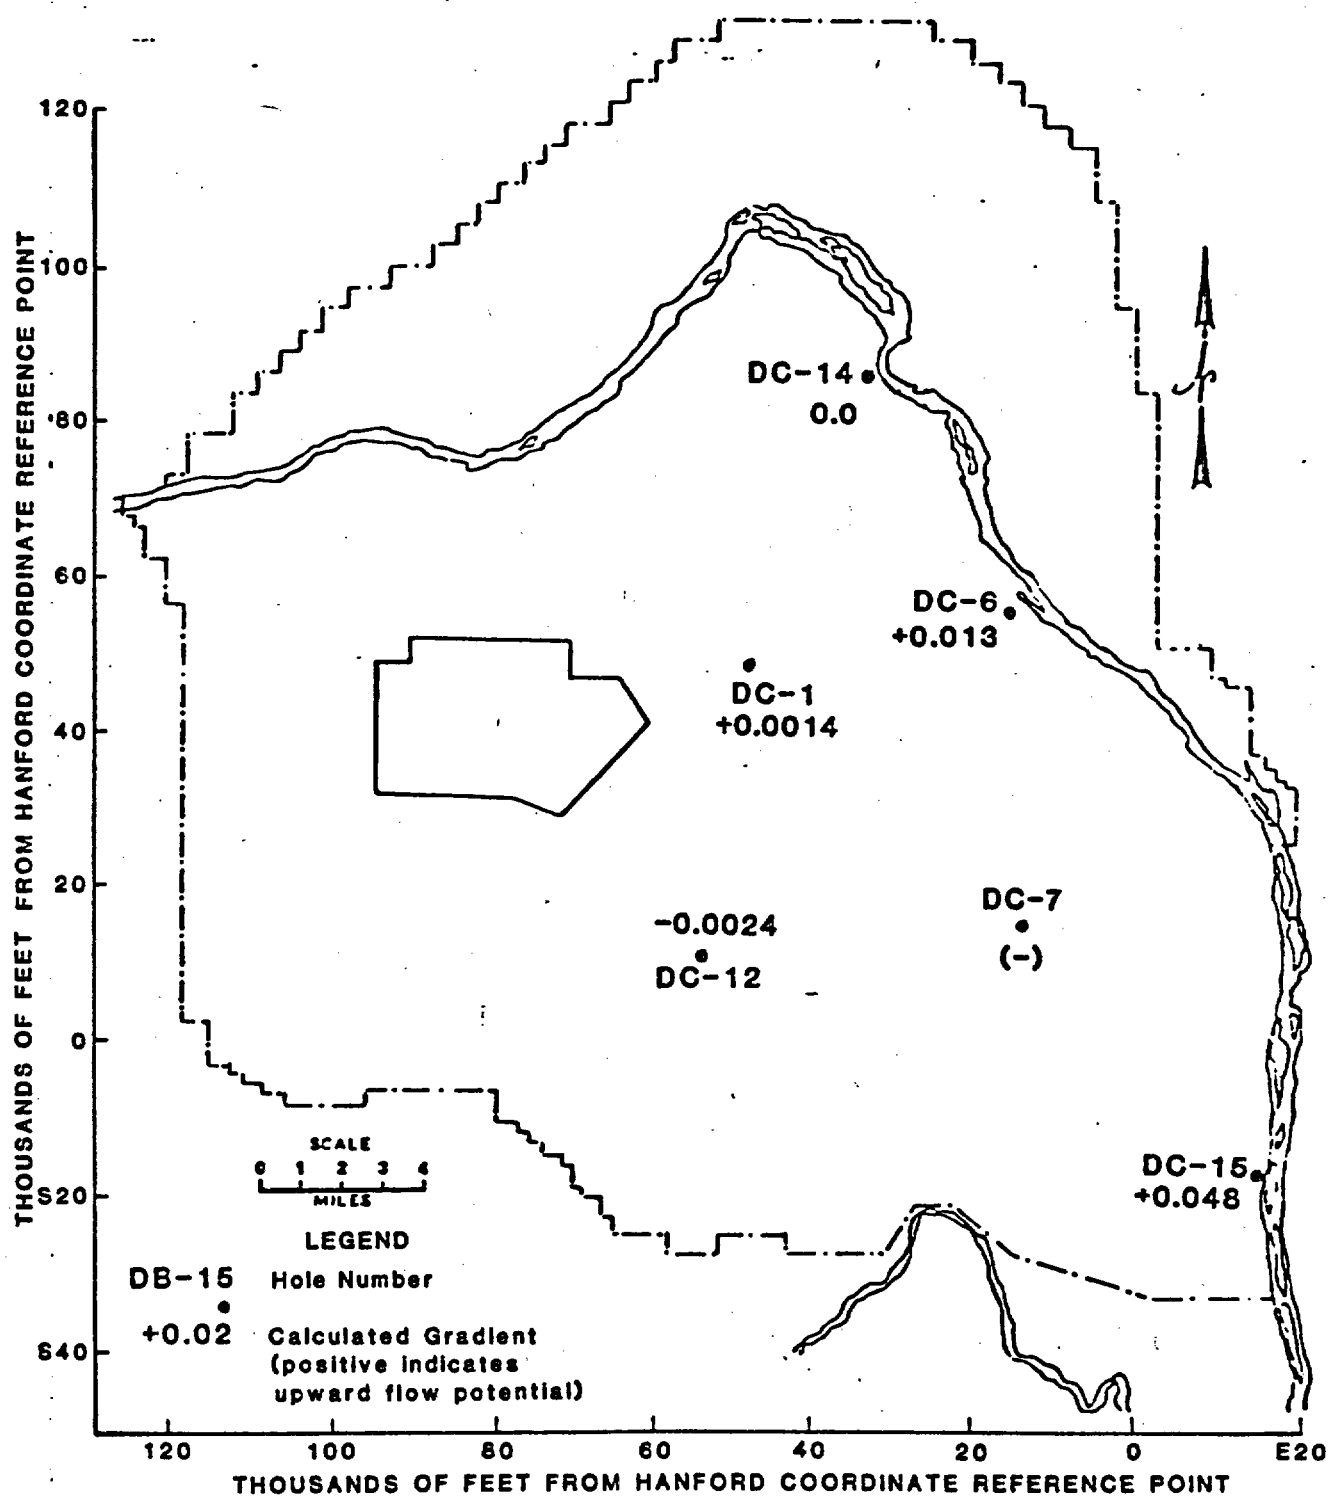 120
100
80
60
40
20
0
S20
S40
THOUSANDS OF FEET FROM HANFORD COORDINATE REFERENCE POINT
DC-14
0.0
DC-6
+0.013
DC-1
+0.0014
DC-7
(-)
-0.0024
DC-12
DC-15
+0.048
SCALE
0 1 2 3 4
MILES
LEGEND
DB-15 Hole Number
+0.02 Calculated Gradient
(positive indicates
upward flow potential)
120 100 80 60 40 20 0 E20
THOUSANDS OF FEET FROM HANFORD COORDINATE REFERENCE POINT